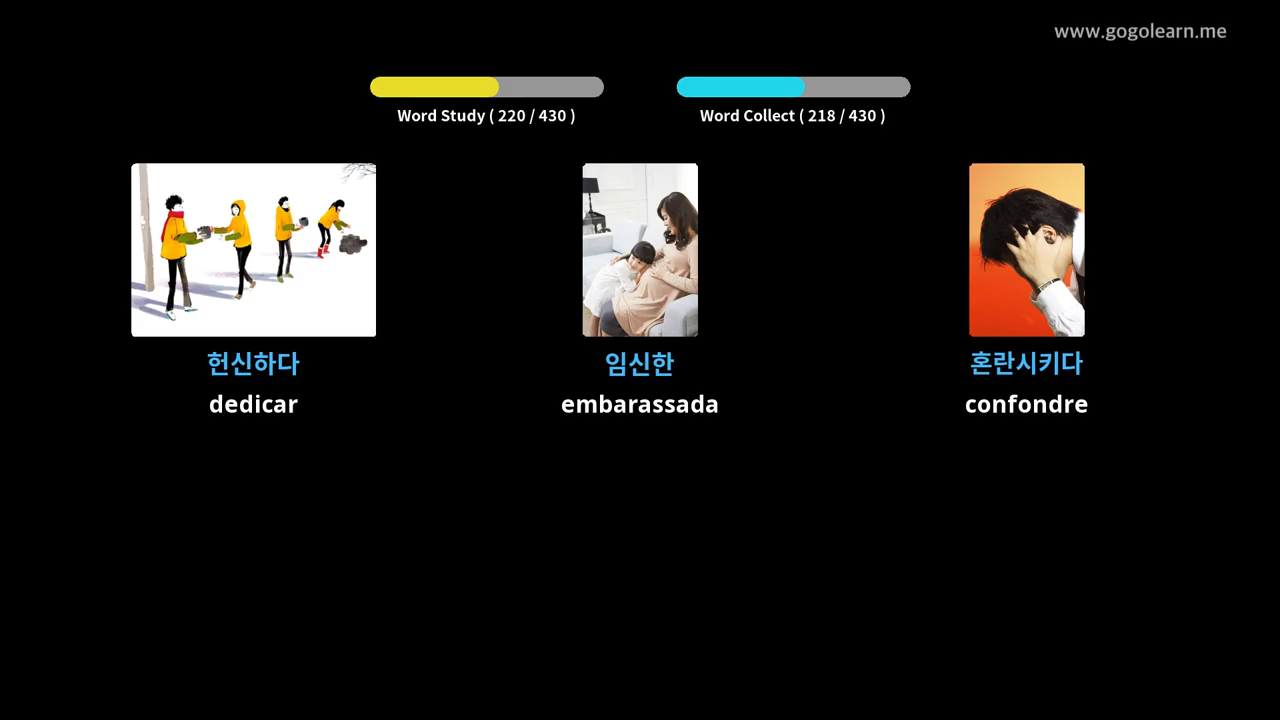 www.gogolearn.me
Word Study ( 220 / 430 )
Word Collect ( 218 / 430 )
헌신하다
임신한
혼란시키다
dedicar
embarassada
confondre